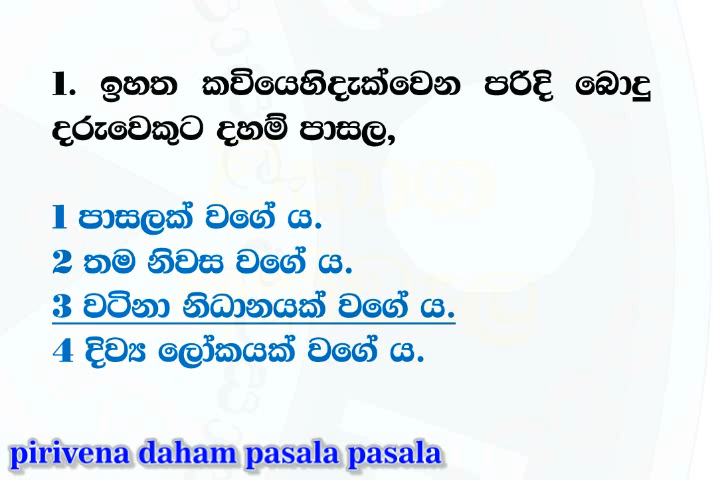 1. ඉහත කවියෙහිදැක්වෙන පරිදි බොදු
දරුවෙකුට දහම් පාසල,
1 පාසලක් වගේ ය.
2 තම නිවස වගේ ය.
3 වටිනා නිධානයක් වගේ ය.
4 දිව්‍ය ලෝකයක් වගේ ය.
pirivena daham pasala pasala